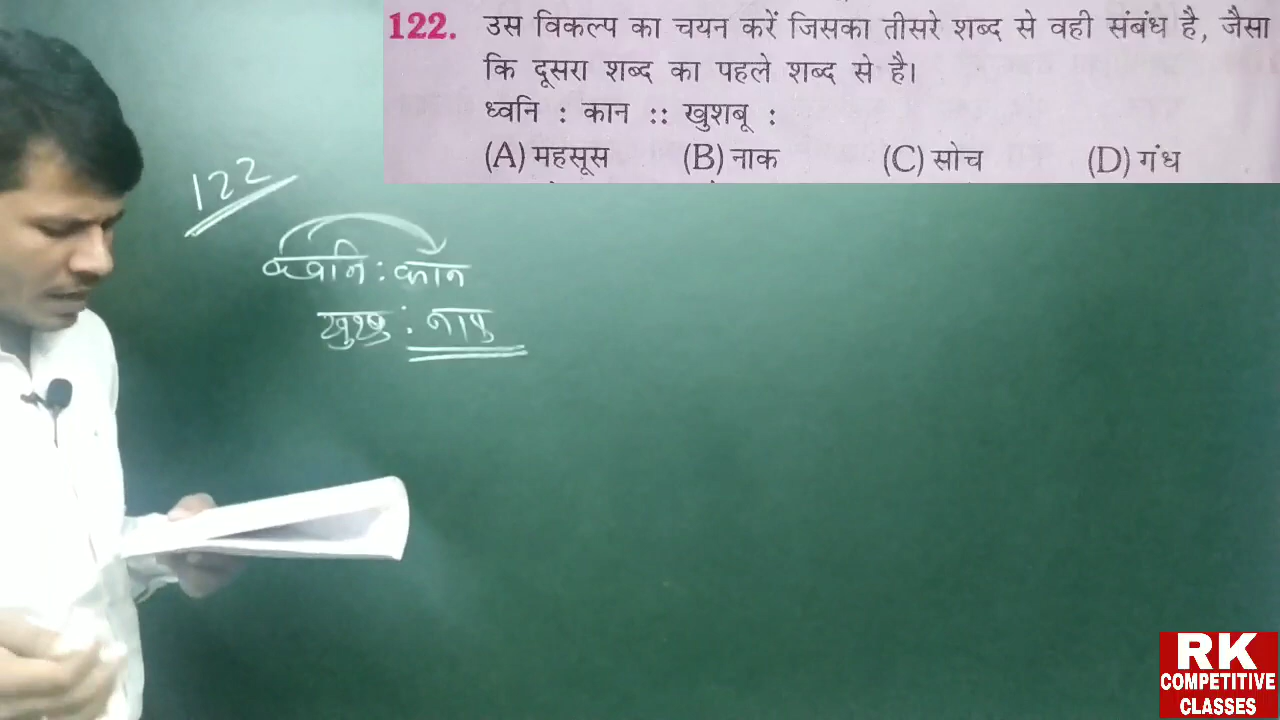 122. उस विकल्प का चयन करें जिसका तीसरे शब्द से वही संबंध है, जैसा
कि दूसरा शब्द का पहले शब्द से है।
ध्वनि : कान :: खुशबू :
(A) महसूस (B) नाक (C) सोच (D) गंध
122
ध्वनि : कान
RK
COMPETITIVE
CLASSES